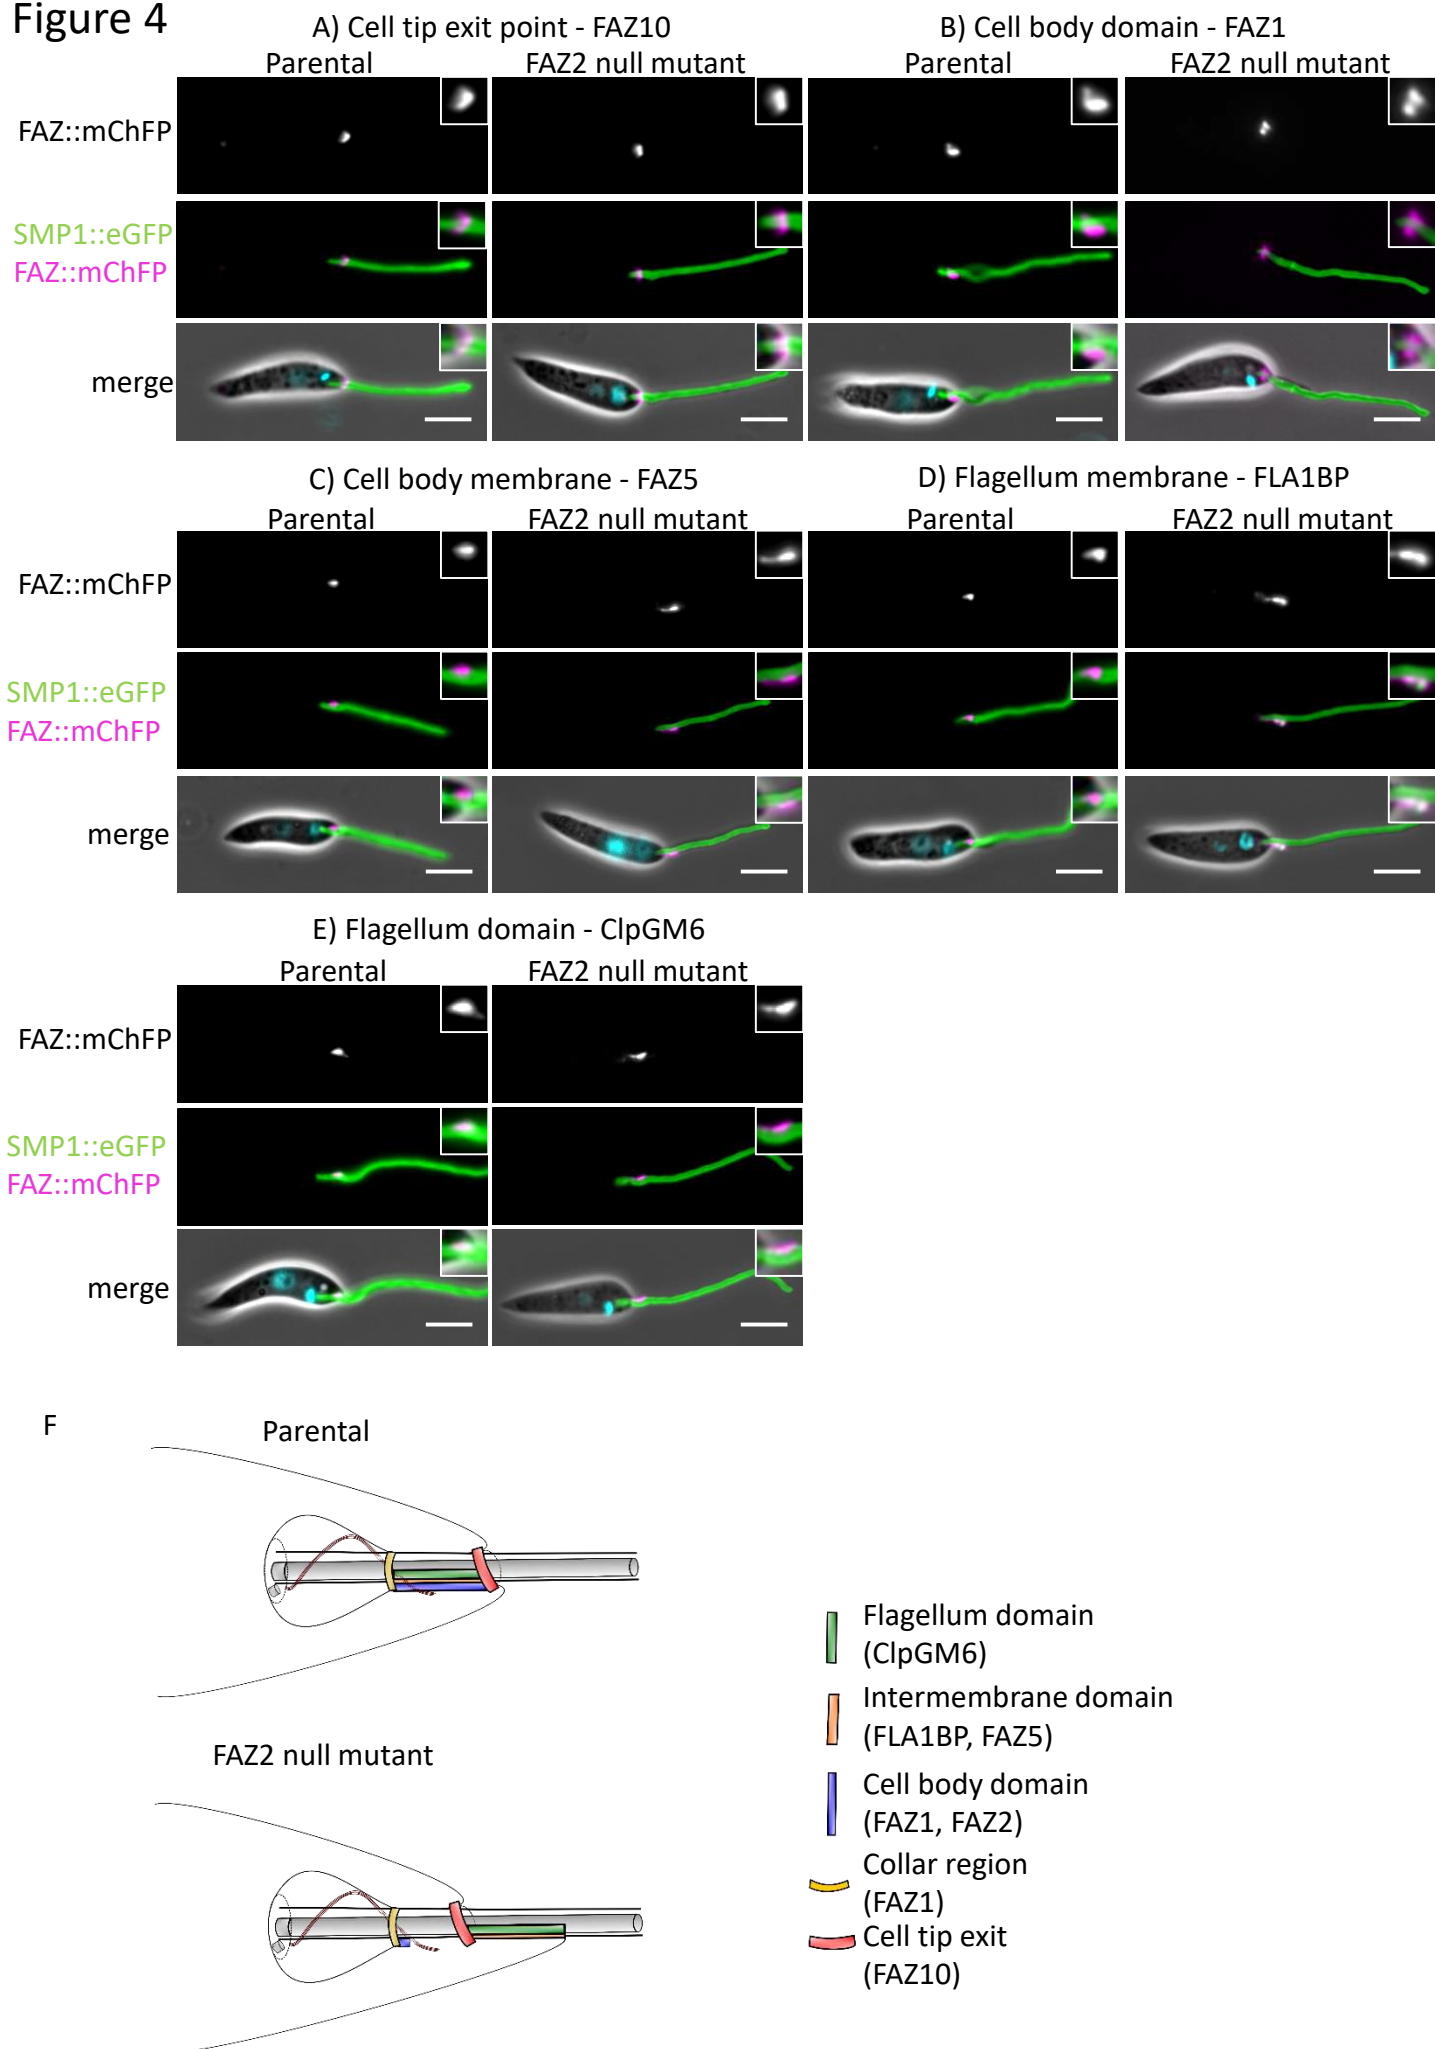 Figure 4
A) Cell tip exit point - FAZ10
B) Cell body domain - FAZ1
Parental
FAZ2 null mutant
Parental
FAZ2 null mutant
FAZ::mChFP
SMP1::eGFP
FAZ::mChFP
merge
C) Cell body membrane - FAZ5
D) Flagellum membrane - FLA1BP
Parental
FAZ2 null mutant
Parental
FAZ2 null mutant
FAZ::mChFP
SMP1::eGFP
FAZ::mChFP
merge
E) Flagellum domain - ClpGM6
Parental
FAZ2 null mutant
FAZ::mChFP
SMP1::eGFP
FAZ::mChFP
merge
F
Parental
FAZ2 null mutant
Flagellum domain
(ClpGM6)
Intermembrane domain
(FLA1BP, FAZ5)
Cell body domain
(FAZ1, FAZ2)
Collar region
(FAZ1)
Cell tip exit
(FAZ10)